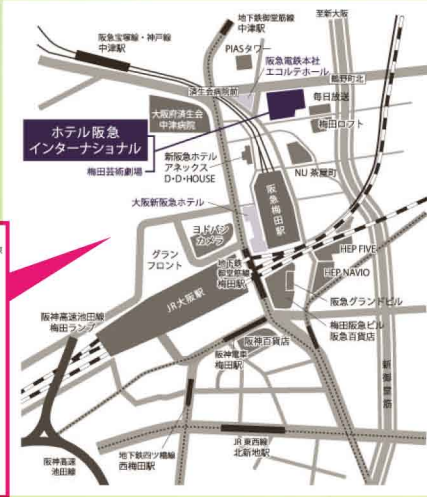 地下鉄御堂筋線
中津駅
至新大阪
阪急宝塚線・神戸線
中津駅
PIASタワー
阪急電鉄本社
エコルテホール
鶴野町北
済生会病院前
大阪府済生会
中津病院
毎日放送
梅田ロフト
ホテル阪急
インターナショナル
梅田芸術劇場
新阪急ホテル
アネックス
D・D・HOUSE
NU 茶屋町
阪急梅田駅
大阪新阪急ホテル
ヨドバシ
カメラ
グラン
フロント
地下鉄
御堂筋線
梅田駅
HEP FIVE
HEP NAVIO
JR大阪駅
阪急グランドビル
阪神高速池田線
梅田ランプ
梅田阪急ビル
阪急百貨店
阪神百貨店
阪神電車
梅田駅
新御堂筋
JR東西線
北新地駅
地下鉄四ツ橋線
西梅田駅
阪神高速
池田線